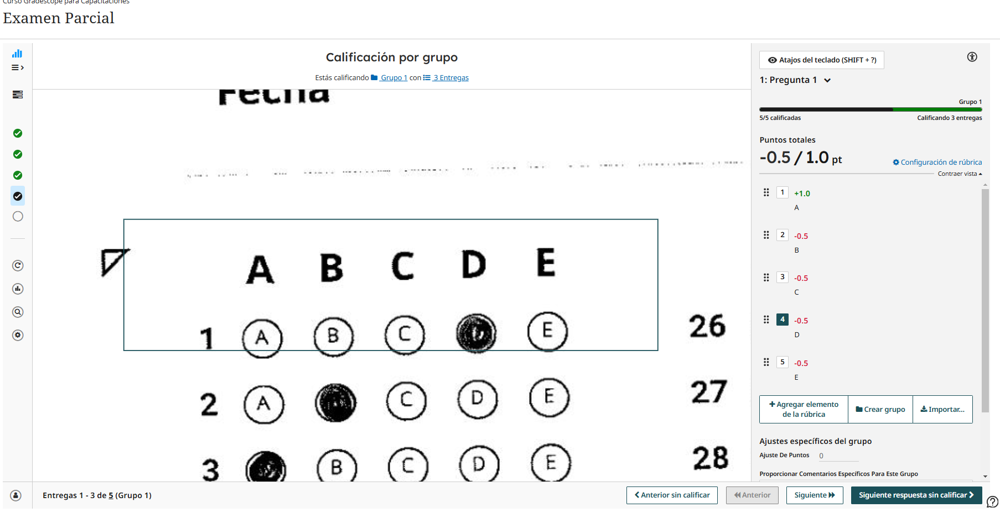 Curso Gradescope para Capacitaciones
Examen Parcial
Calificación por grupo
Estás calificando Grupo 1 con 3 Entregas
Fecha
A B C D E
1 A B C E 26
2 A C D E 27
3 B C D E 28
Atajos del teclado (SHIFT + ?)
1: Pregunta 1
Grupo 1
5/5 calificadas Calificando 3 entregas
Puntos totales
-0.5 / 1.0 pt
Configuración de rúbrica
Contraer vista
1 +1.0
A
2 -0.5
B
3 -0.5
C
4 -0.5
D
5 -0.5
E
+ Agregar elemento
de la rúbrica
Crear grupo
Importar...
Ajustes específicos del grupo
Ajuste De Puntos 0
Proporcionar Comentarios Específicos Para Este Grupo
Entregas 1 - 3 de 5 (Grupo 1)
Anterior sin calificar
Anterior
Siguiente
Siguiente respuesta sin calificar